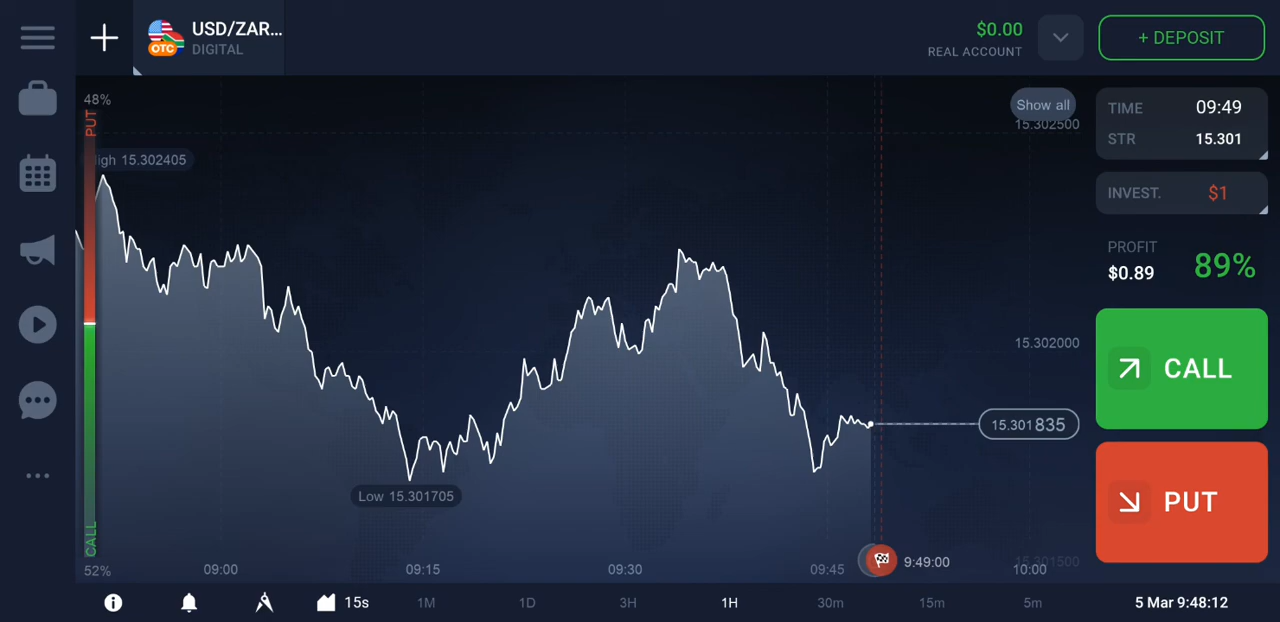 USD/ZAR...
OTC
DIGITAL
$0.00
REAL ACCOUNT
+ DEPOSIT
48%
PUT
High 15.302405
Show all
15.302500
TIME 09:49
STR 15.301
INVEST. $1
PROFIT
$0.89
89%
15.302000
CALL
15.301835
Low 15.301705
PUT
CALL
52%
09:00
09:15
09:30
09:45
9:49:00
15.301500
10:00
15s
1M
1D
3H
1H
30m
15m
5m
5 Mar 9:48:12